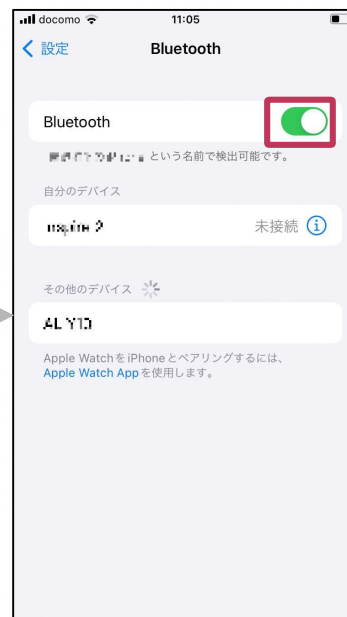 docomo 11:05
設定 Bluetooth
Bluetooth
という名前で検出可能です。
自分のデバイス
未接続
その他のデバイス
Apple WatchをiPhoneとペアリングするには、
Apple Watch Appを使用します。